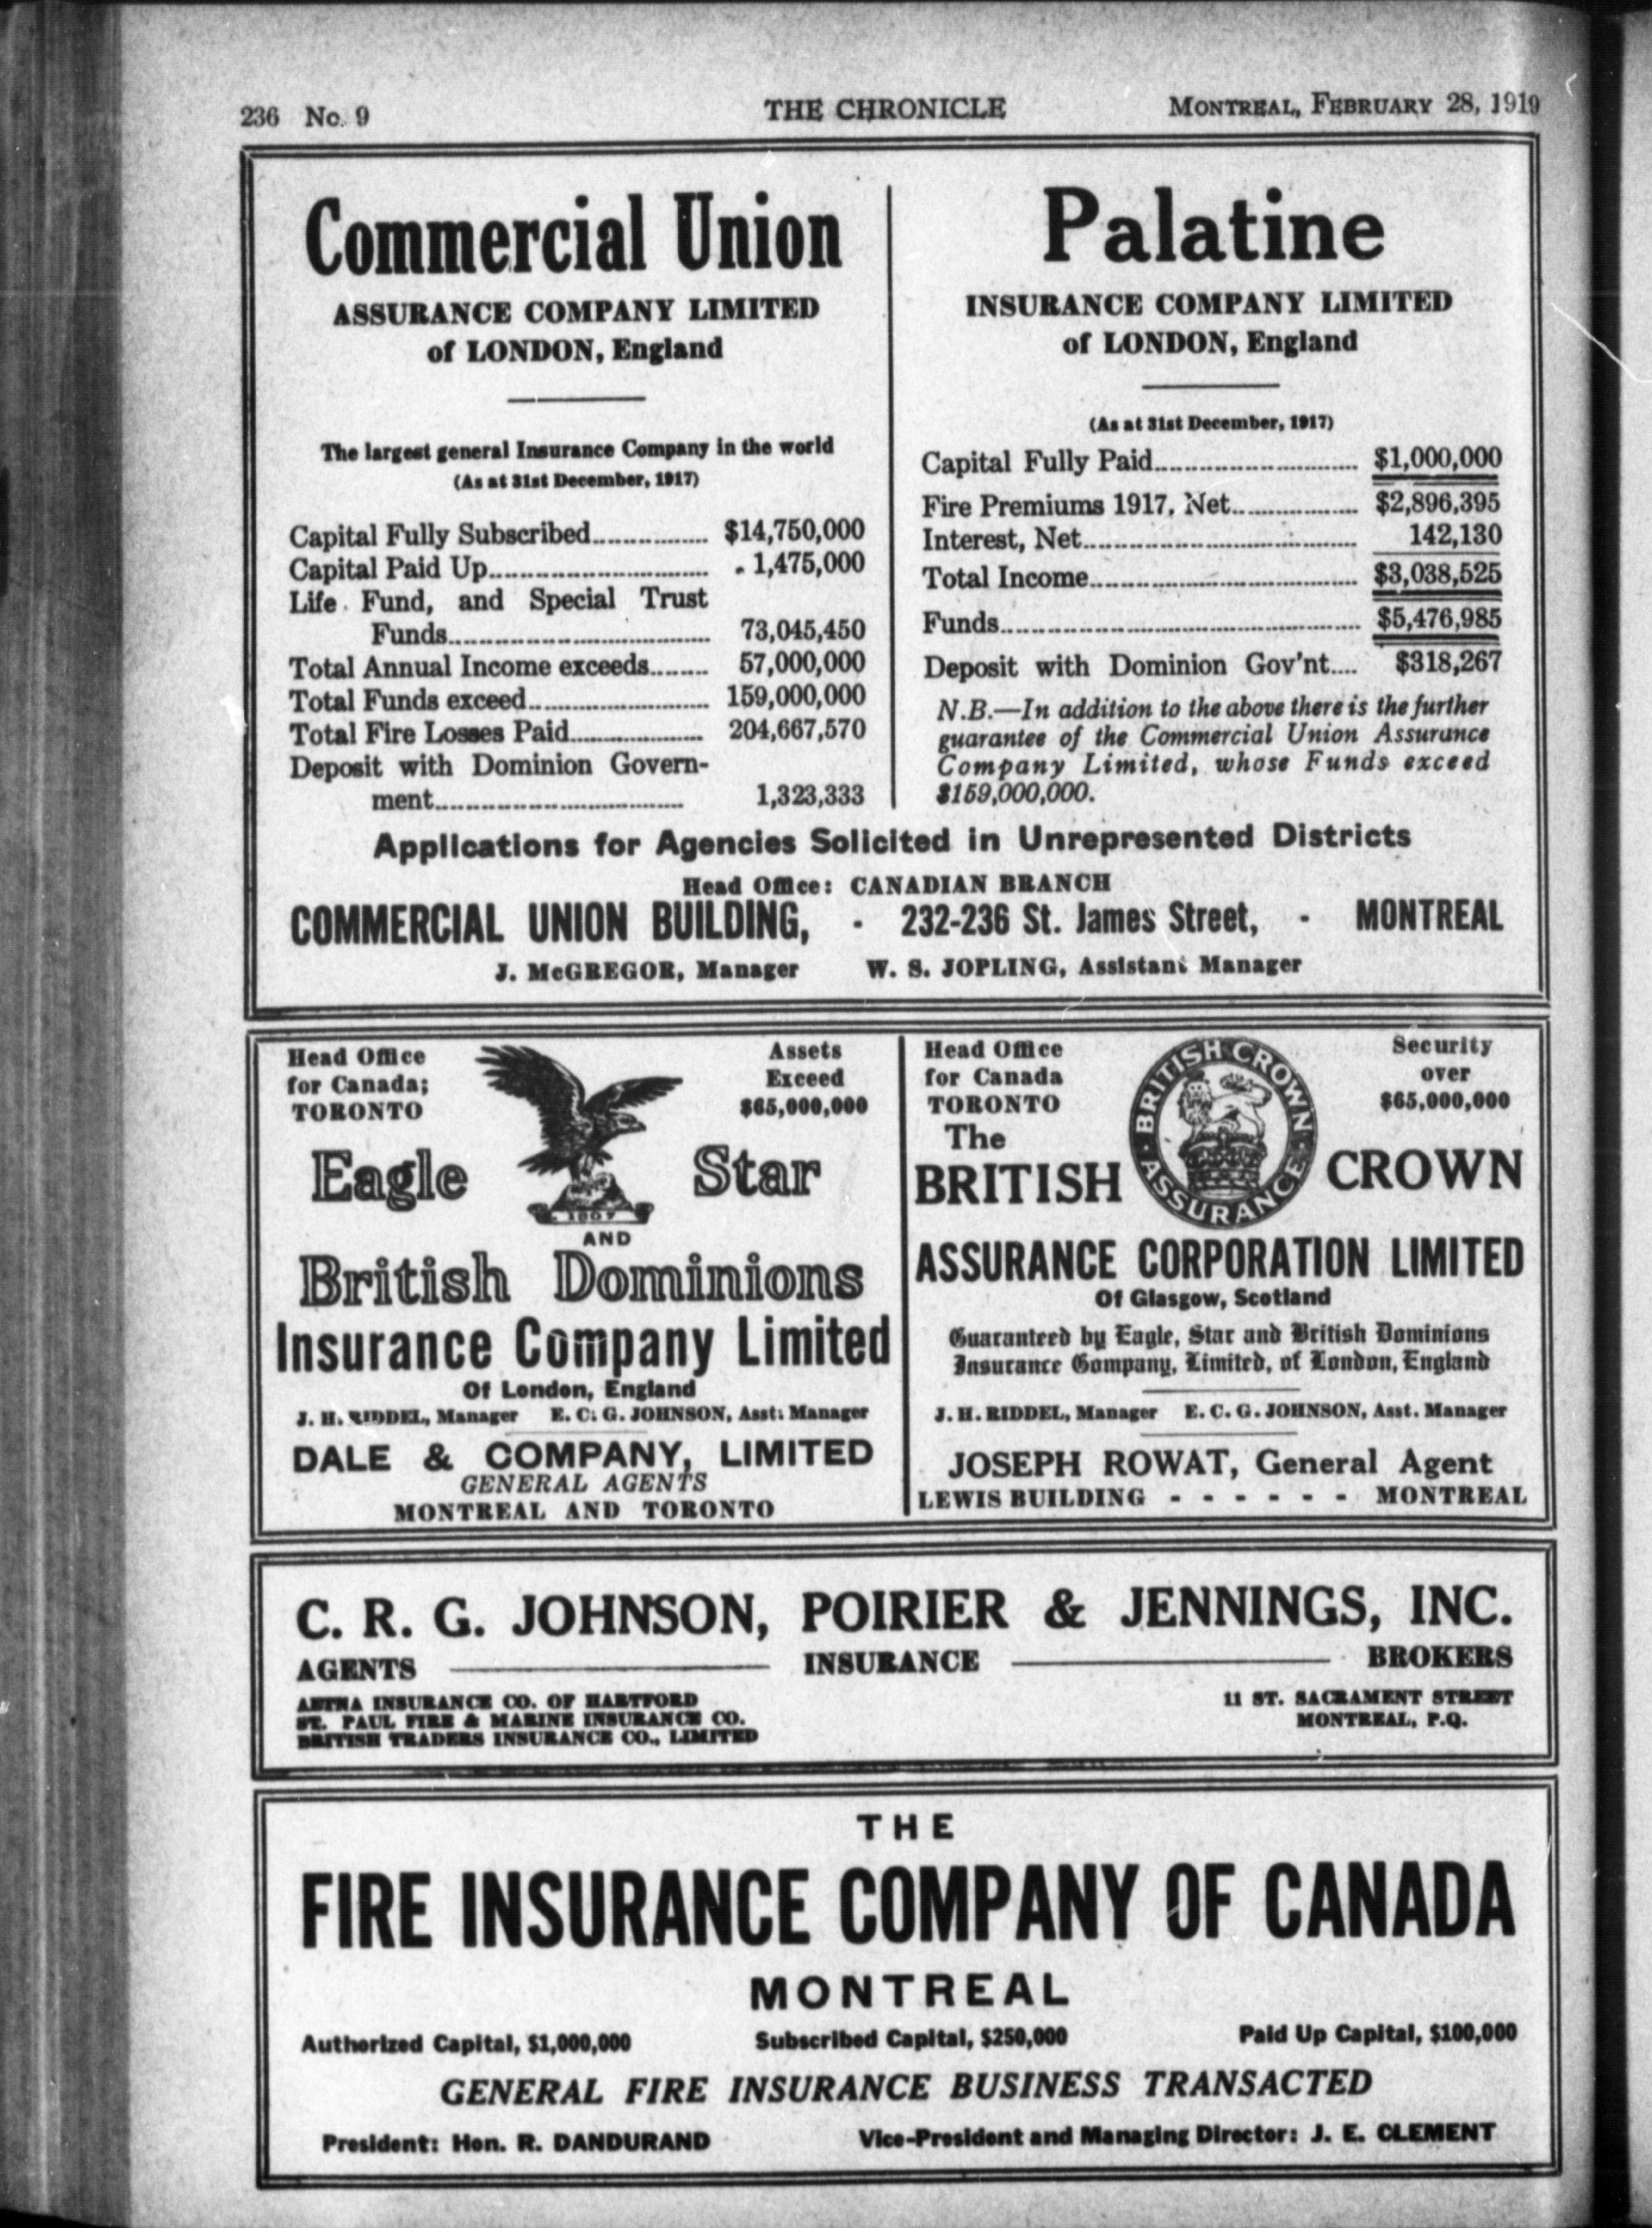 236 No. 9
THE CHRONICLE
MONTREAL, FEBRUARY 28, 1919
Commercial Union
ASSURANCE COMPANY LIMITED
of LONDON, England
The largest general Insurance Company in the world
(As at 31st December, 1917)
Capital Fully Subscribed................ $14,750,000
Capital Paid Up.............................. 1,475,000
Life Fund, and Special Trust
Funds.................................... 73,045,450
Total Annual Income exceeds........ 57,000,000
Total Funds exceed......................... 159,000,000
Total Fire Losses Paid................... 204,667,570
Deposit with Dominion Govern-
ment.................................. 1,323,333
Palatine
INSURANCE COMPANY LIMITED
of LONDON, England
(As at 31st December, 1917)
Capital Fully Paid............................ $1,000,000
Fire Premiums 1917, Net.................. $2,896,395
Interest, Net..................................... 142,130
Total Income..................................... $3,038,525
Funds................................................. $5,476,985
Deposit with Dominion Gov'nt.... $318,267
N.B.—In addition to the above there is the further
guarantee of the Commercial Union Assurance
Company Limited, whose Funds exceed
$159,000,000.
Applications for Agencies Solicited in Unrepresented Districts
Head Office: CANADIAN BRANCH
COMMERCIAL UNION BUILDING, - 232-236 St. James Street, - MONTREAL
J. McGREGOR, Manager W. S. JOPLING, Assistant Manager
Head Office
for Canada;
TORONTO
Assets
Exceed
$65,000,000
Eagle Star
1807
AND
British Dominions
Insurance Company Limited
Of London, England
J. H. RIDDEL, Manager E. C. G. JOHNSON, Asst. Manager
DALE & COMPANY, LIMITED
GENERAL AGENTS
MONTREAL AND TORONTO
Head Office
for Canada
TORONTO
Security
over
$65,000,000
The
BRITISH CROWN
BRITISH CROWN ASSURANCE
ASSURANCE CORPORATION LIMITED
Of Glasgow, Scotland
Guaranteed by Eagle, Star and British Dominions
Insurance Company, Limited, of London, England
J. H. RIDDEL, Manager E. C. G. JOHNSON, Asst. Manager
JOSEPH ROWAT, General Agent
LEWIS BUILDING - - - - - - MONTREAL
C. R. G. JOHNSON, POIRIER & JENNINGS, INC.
AGENTS INSURANCE BROKERS
AETNA INSURANCE CO. OF HARTFORD
ST. PAUL FIRE & MARINE INSURANCE CO.
BRITISH TRADERS INSURANCE CO., LIMITED
11 ST. SACRAMENT STREET
MONTREAL, P.Q.
THE
FIRE INSURANCE COMPANY OF CANADA
MONTREAL
Authorized Capital, $1,000,000 Subscribed Capital, $250,000 Paid Up Capital, $100,000
GENERAL FIRE INSURANCE BUSINESS TRANSACTED
President: Hon. R. DANDURAND Vice-President and Managing Director: J. E. CLEMENT